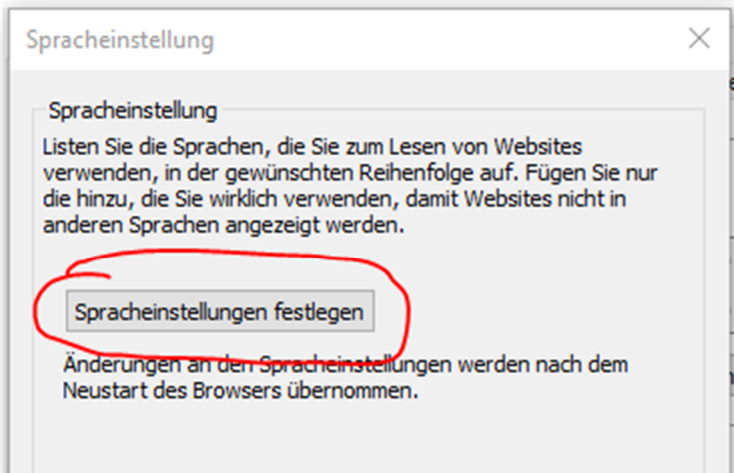 Spracheinstellung
Spracheinstellung
Listen Sie die Sprachen, die Sie zum Lesen von Websites
verwenden, in der gewünschten Reihenfolge auf. Fügen Sie nur
die hinzu, die Sie wirklich verwenden, damit Websites nicht in
anderen Sprachen angezeigt werden.
Spracheinstellungen festlegen
Änderungen an den Spracheinstellungen werden nach dem
Neustart des Browsers übernommen.